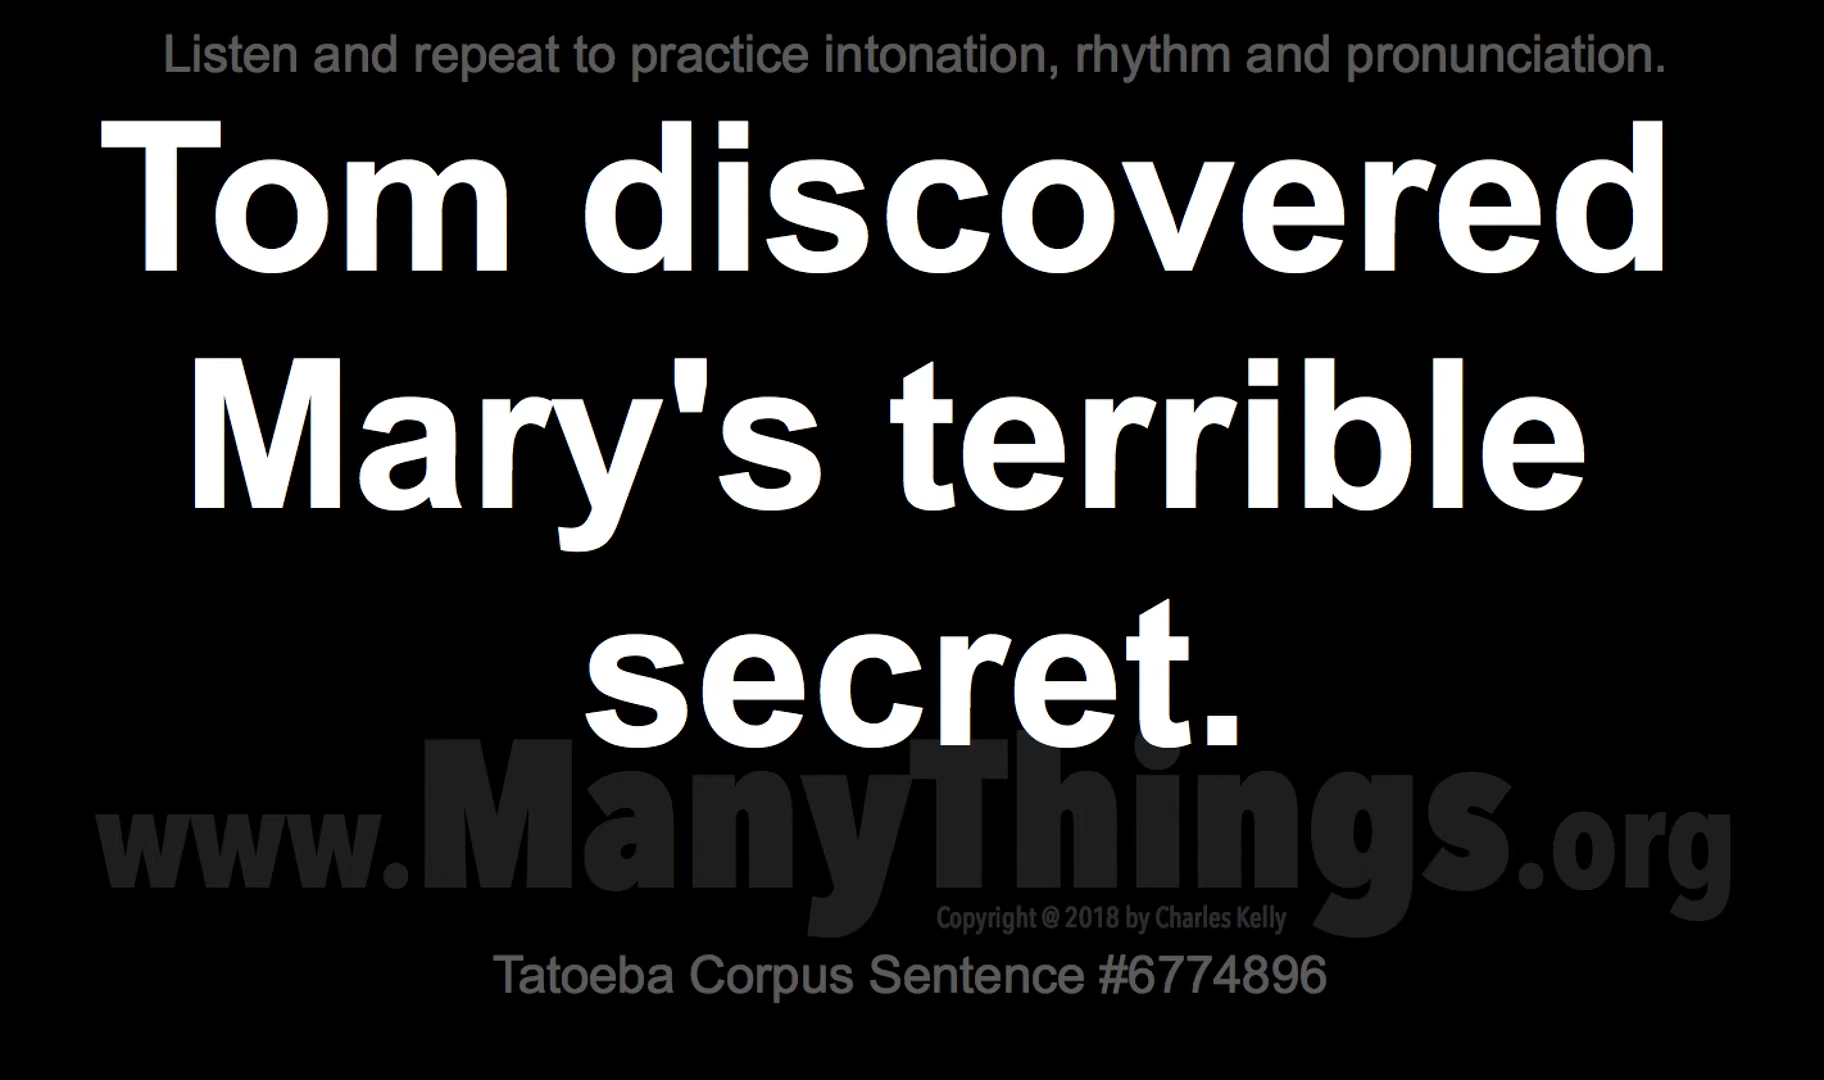 Listen and repeat to practice intonation, rhythm and pronunciation.
Tom discovered
Mary's terrible
secret.
www.ManyThings.org
Copyright @ 2018 by Charles Kelly
Tatoeba Corpus Sentence #6774896